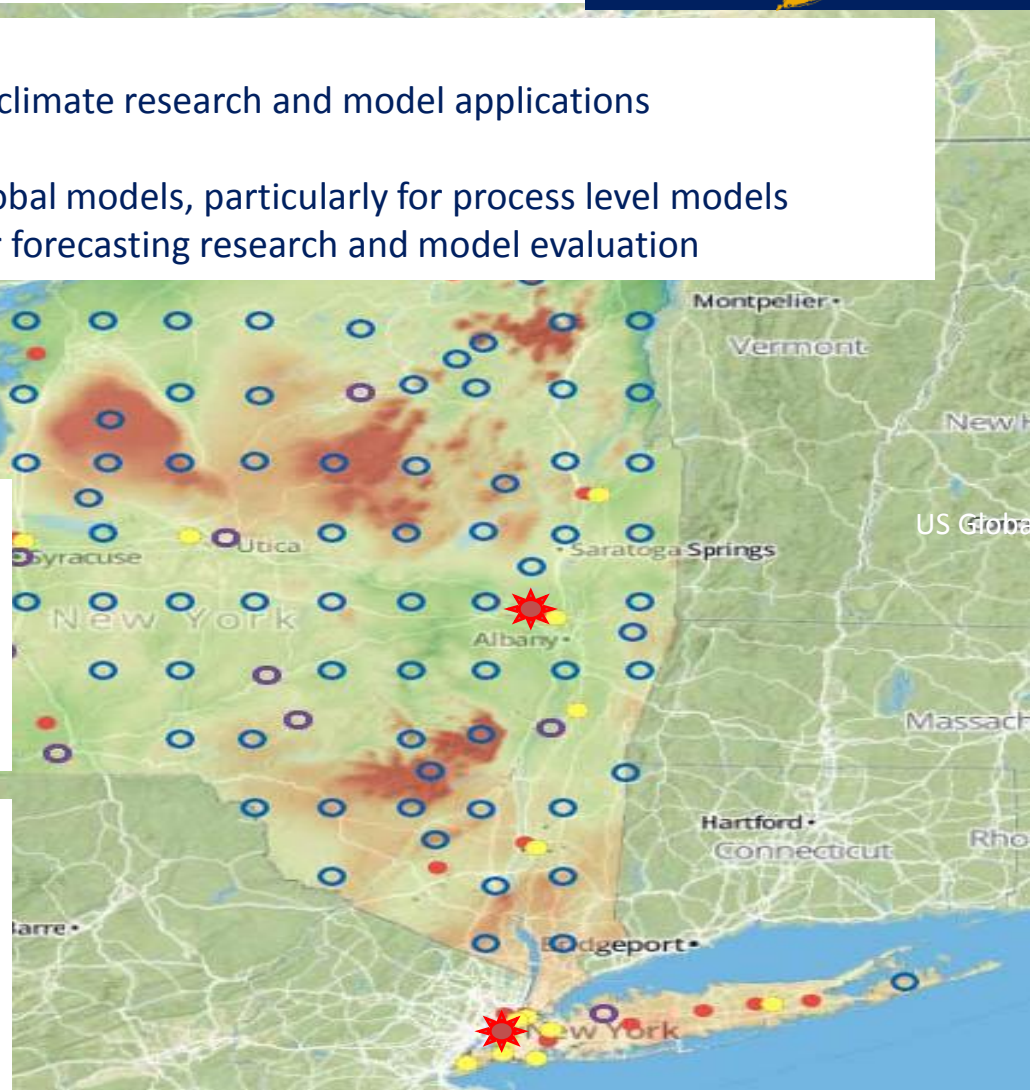 climate research and model applications
obal models, particularly for process level models
r forecasting research and model evaluation
Montpelier
Vermont
New H
US Globa
Syracuse
Utica
Saratoga Springs
New York
Albany
Massach
Hartford
Connecticut
Rho
arre
Bridgeport
New York